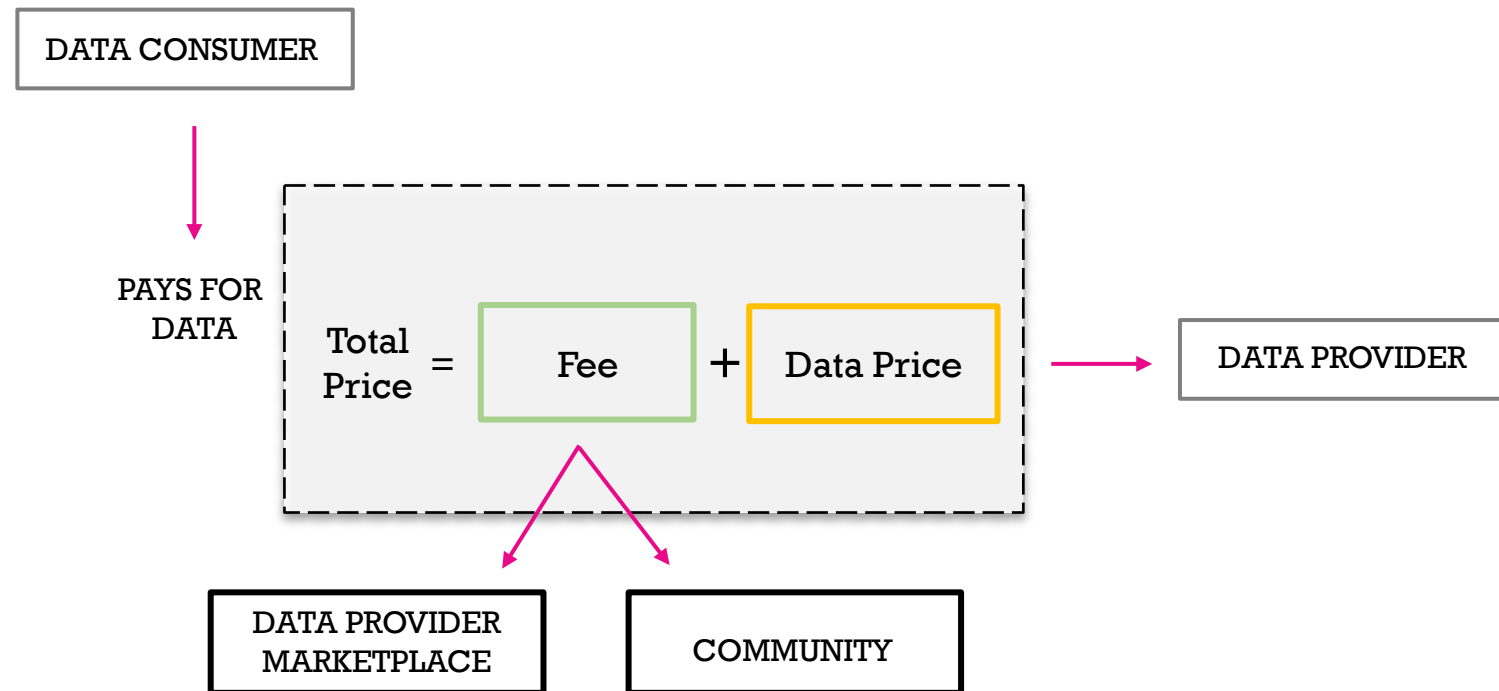 DATA CONSUMER
PAYS FOR
DATA
Total
Price
=
Fee
+
Data Price
DATA PROVIDER
DATA PROVIDER
MARKETPLACE
COMMUNITY